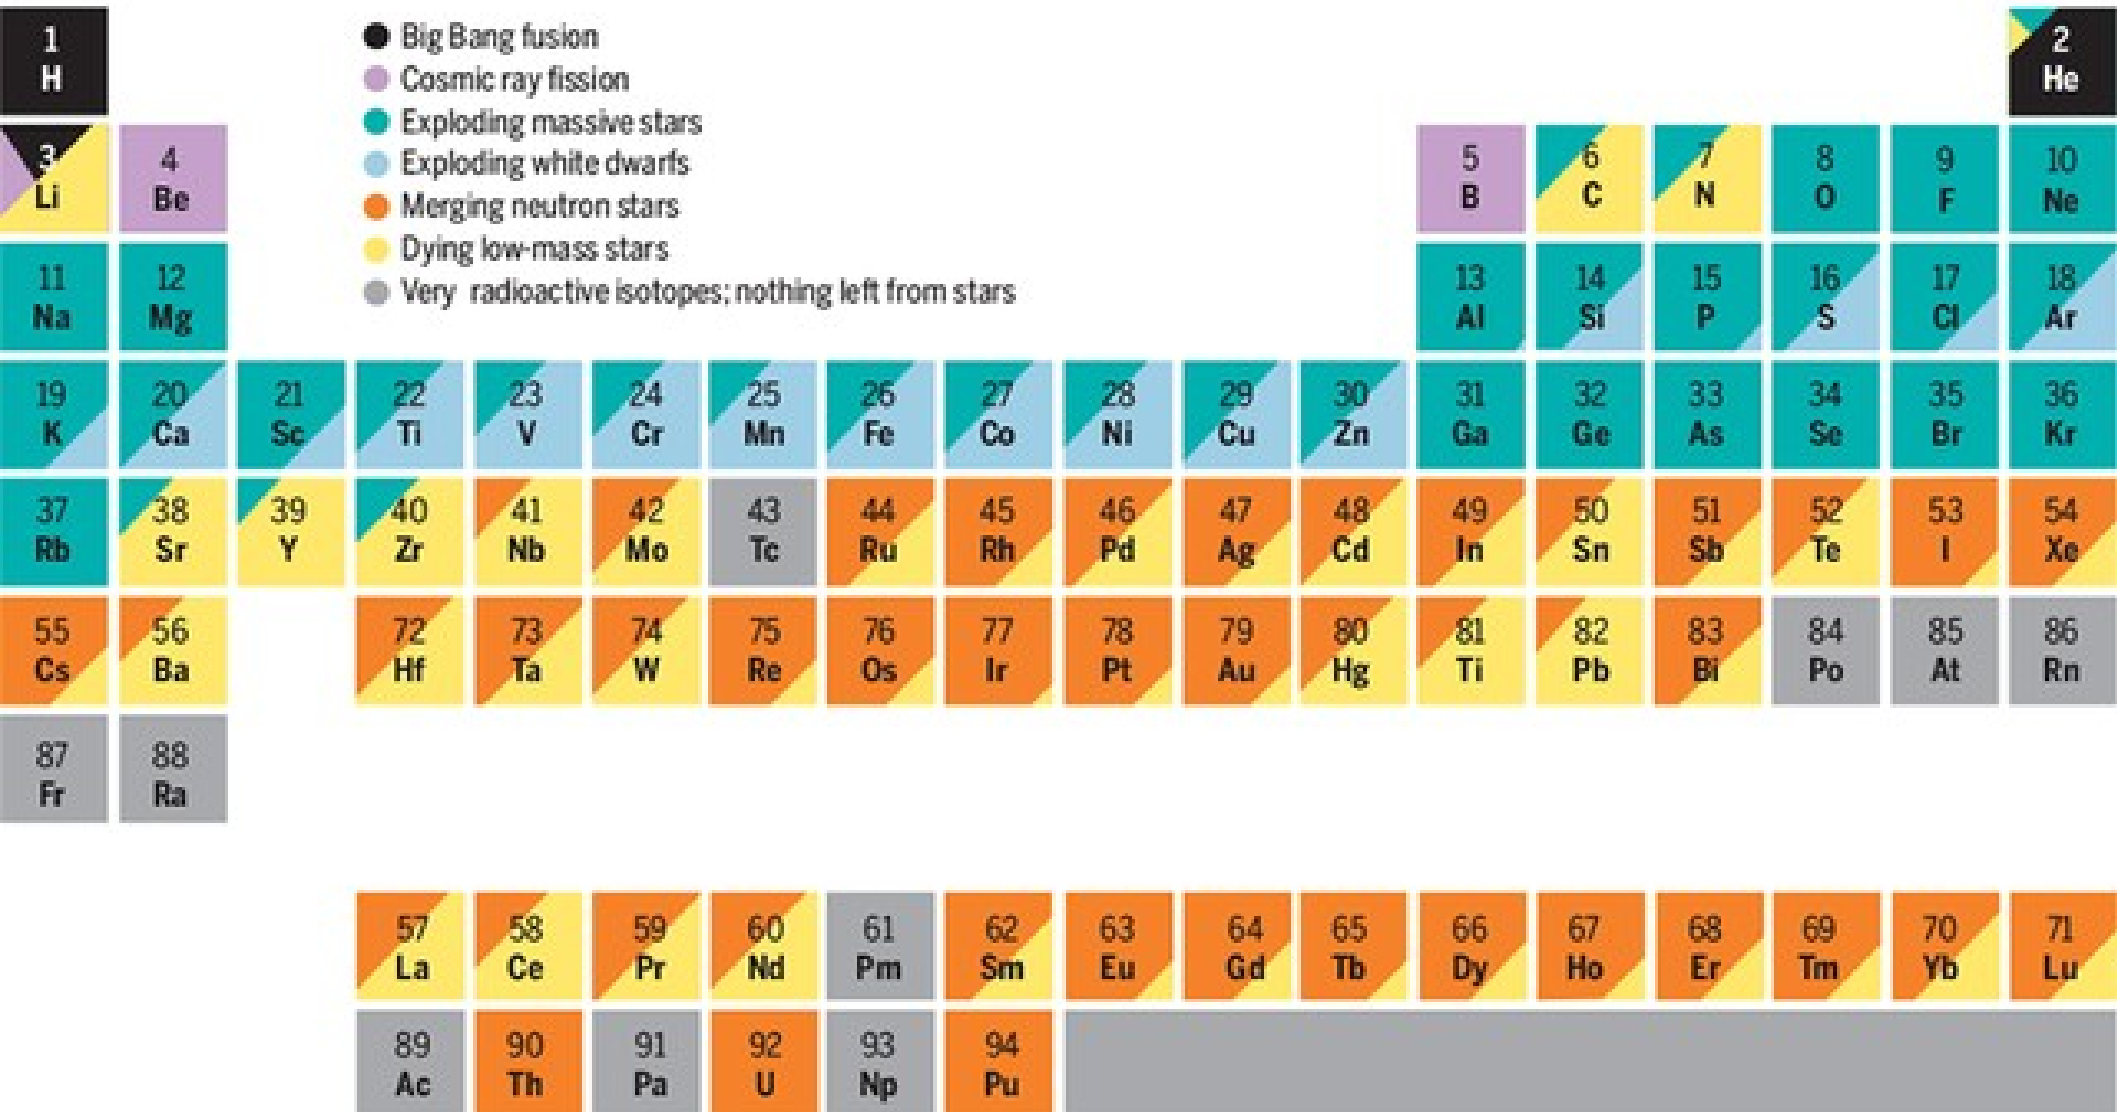 1 H
Big Bang fusion
Cosmic ray fission
Exploding massive stars
Exploding white dwarfs
Merging neutron stars
Dying low-mass stars
Very radioactive isotopes; nothing left from stars
2 He
3 Li
4 Be
5 B
6 C
7 N
8 O
9 F
10 Ne
11 Na
12 Mg
13 Al
14 Si
15 P
16 S
17 Cl
18 Ar
19 K
20 Ca
21 Sc
22 Ti
23 V
24 Cr
25 Mn
26 Fe
27 Co
28 Ni
29 Cu
30 Zn
31 Ga
32 Ge
33 As
34 Se
35 Br
36 Kr
37 Rb
38 Sr
39 Y
40 Zr
41 Nb
42 Mo
43 Tc
44 Ru
45 Rh
46 Pd
47 Ag
48 Cd
49 In
50 Sn
51 Sb
52 Te
53 I
54 Xe
55 Cs
56 Ba
72 Hf
73 Ta
74 W
75 Re
76 Os
77 Ir
78 Pt
79 Au
80 Hg
81 Ti
82 Pb
83 Bi
84 Po
85 At
86 Rn
87 Fr
88 Ra
57 La
58 Ce
59 Pr
60 Nd
61 Pm
62 Sm
63 Eu
64 Gd
65 Tb
66 Dy
67 Ho
68 Er
69 Tm
70 Yb
71 Lu
89 Ac
90 Th
91 Pa
92 U
93 Np
94 Pu